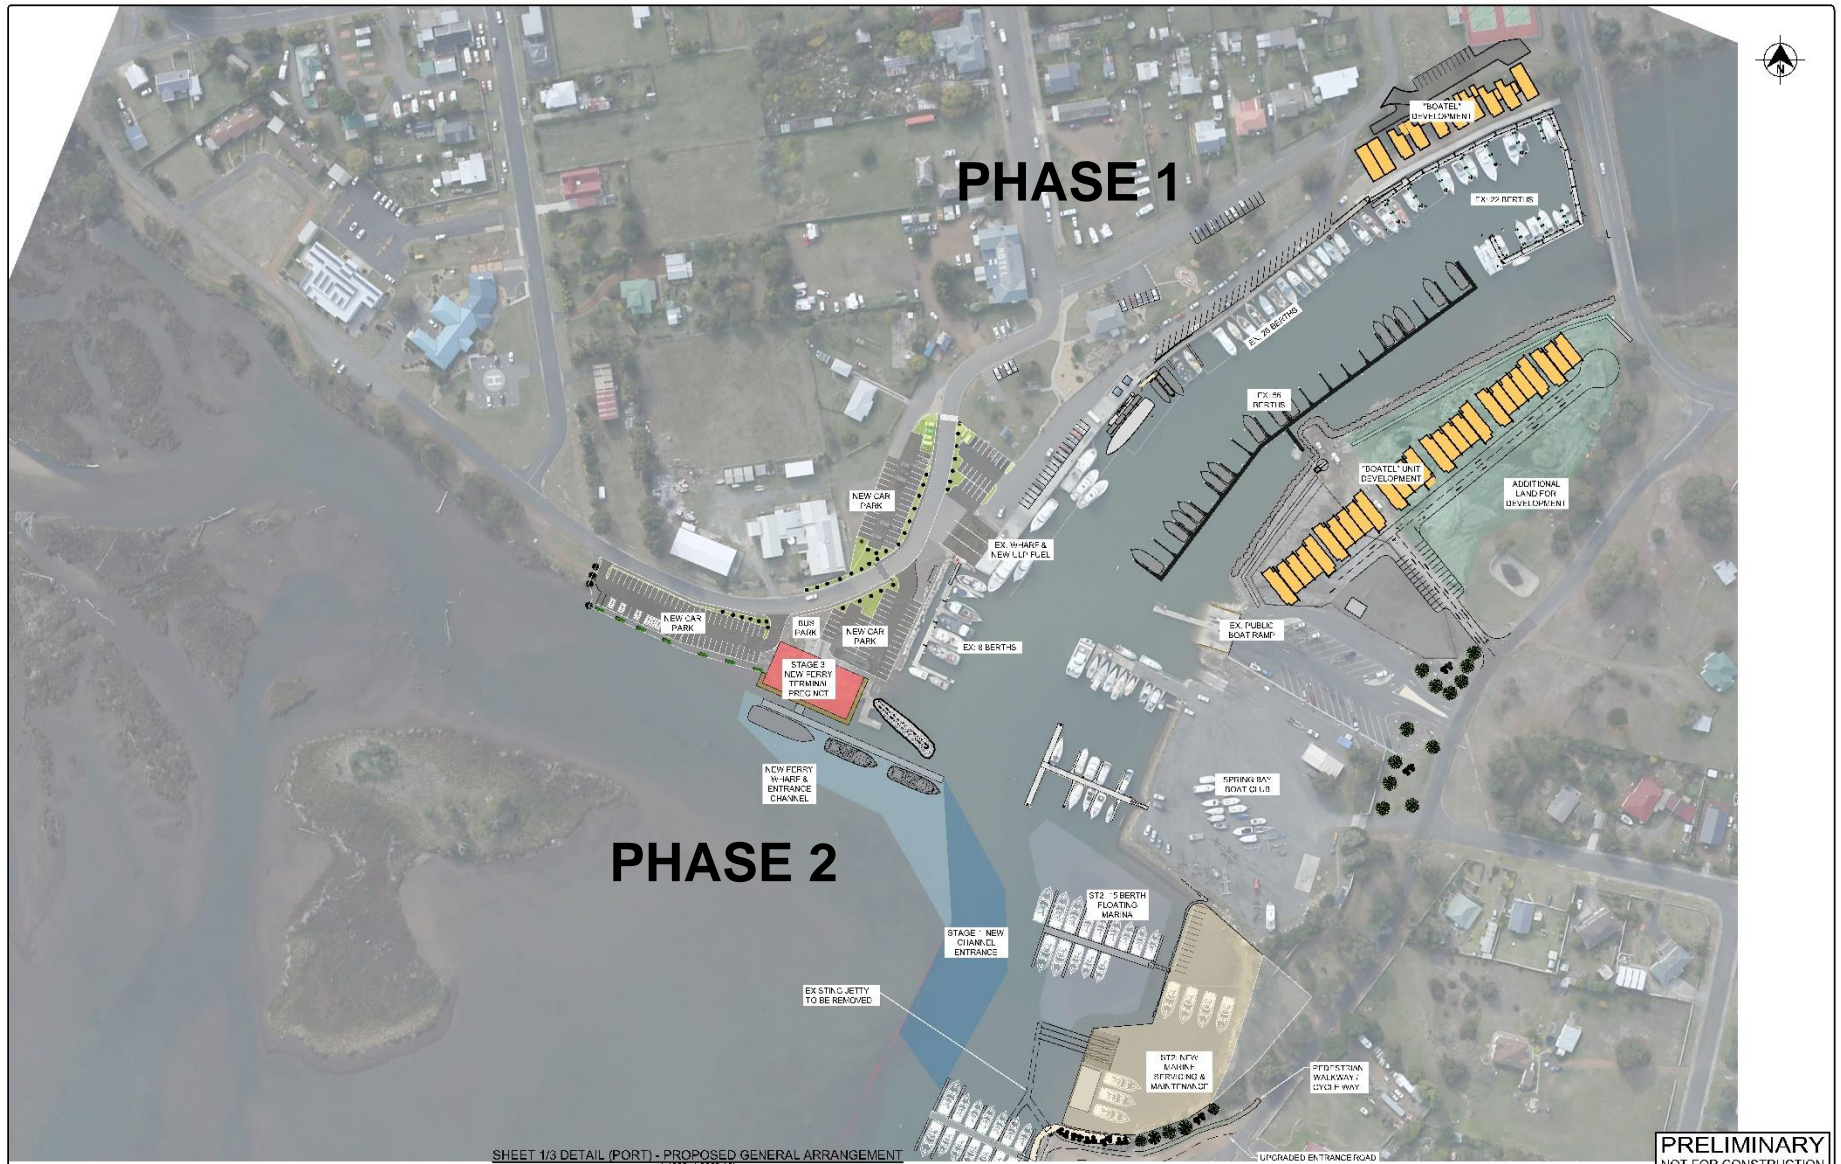 N
"BOATEL"
DEVELOPMENT
PHASE 1
EX: 22 BERTHS
EX: 28 BERTHS
EX: 56
BERTHS
"BOATEL" UNIT
DEVELOPMENT
ADDITIONAL
LAND FOR
DEVELOPMENT
NEW CAR
PARK
EX. WHARF &
NEW ULP FUEL
NEW CAR
PARK
BUS
PARK
NEW CAR
PARK
EX. PUBLIC
BOAT RAMP
EX: 8 BERTHS
STAGE 3
NEW FERRY
TERMINAL
PRECINCT
NEW FERRY
WHARF &
ENTRANCE
CHANNEL
SPRING BAY
BOAT CLUB
PHASE 2
BERTH
FLOATING
MARINA
STAGE 1 NEW
CHANNEL
ENTRANCE
EXISTING JETTY
TO BE REMOVED
ST2: NEW
MARINE
SERVICING &
MAINTENANCE
PEDESTRIAN
WALKWAY /
CYCLE WAY
SHEET 1/3 DETAIL (PORT) - PROPOSED GENERAL ARRANGEMENT
UPGRADED ENTRANCE ROAD
PRELIMINARY
NOT FOR CONSTRUCTION